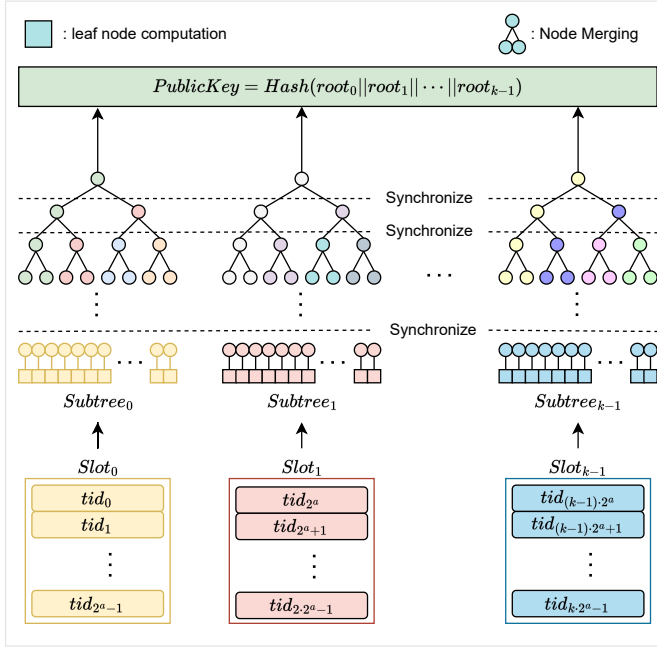 : leaf node computation
: Node Merging
PublicKey = Hash(root_0||root_1||···||root_{k−1})
Synchronize
Synchronize
···
Synchronize
···
···
···
Subtree_0
Subtree_1
Subtree_{k−1}
Slot_0
Slot_1
Slot_{k−1}
tid_0
tid_1
tid_{2^a−1}
tid_{2^a}
tid_{2^a+1}
tid_{2·2^a−1}
tid_{(k−1)·2^a}
tid_{(k−1)·2^a+1}
tid_{k·2^a−1}